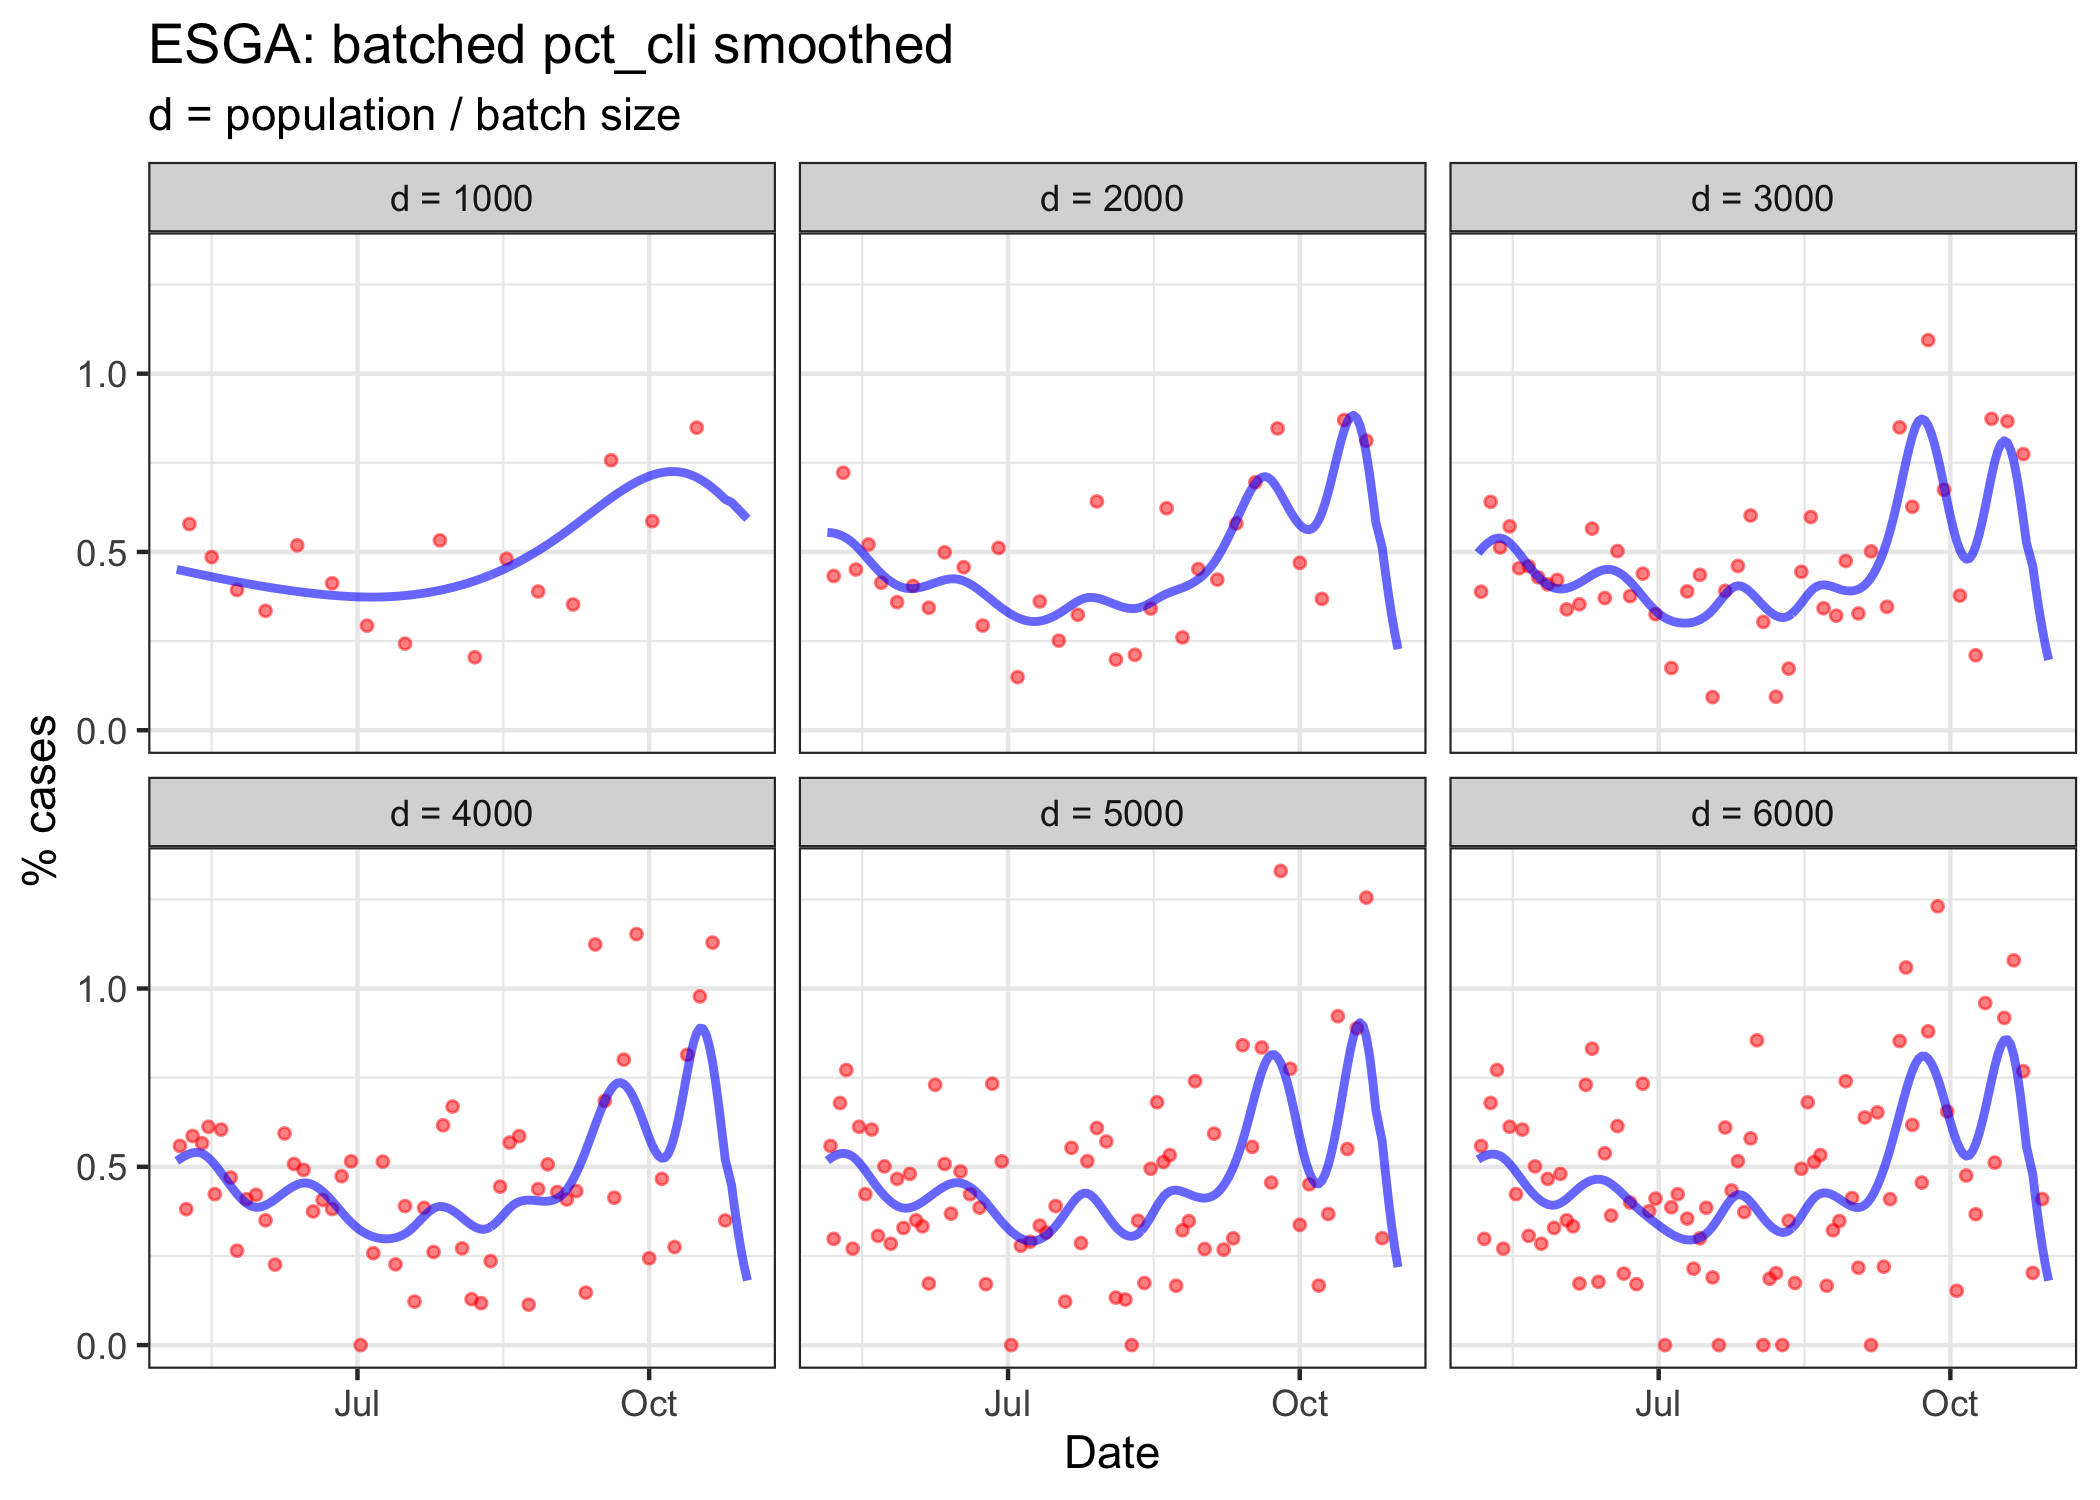 ESGA: batched pct_cli smoothed
d = population / batch size
d = 1000
d = 2000
d = 3000
1.0
0.5
0.0
% cases
d = 4000
d = 5000
d = 6000
1.0
0.5
0.0
Jul
Oct
Jul
Oct
Jul
Oct
Date